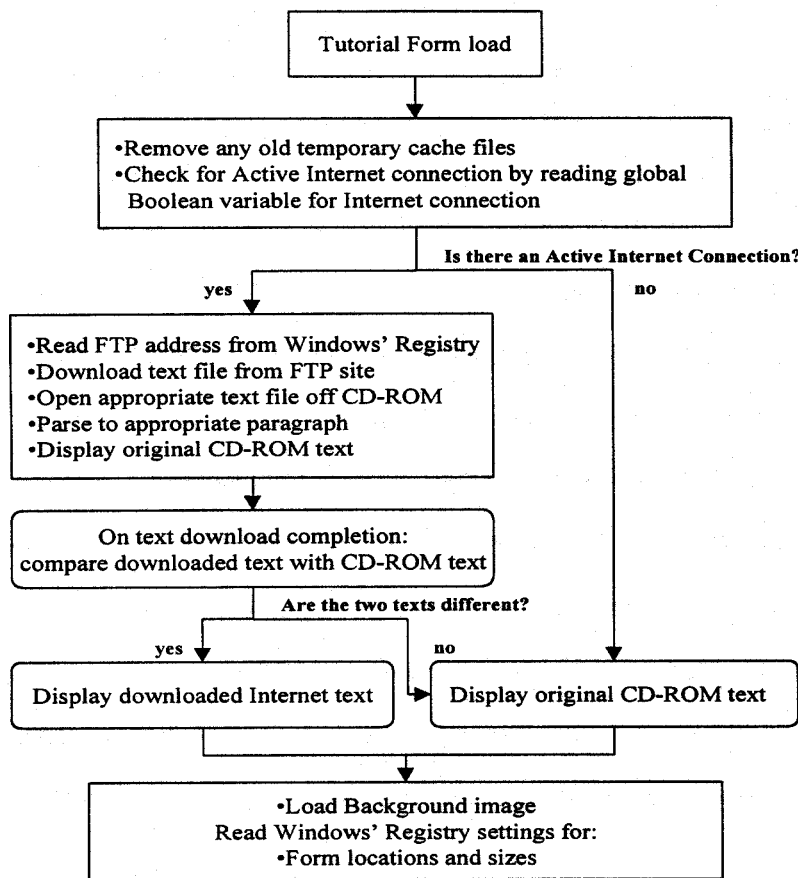 Tutorial Form load
•Remove any old temporary cache files
•Check for Active Internet connection by reading global
Boolean variable for Internet connection
Is there an Active Internet Connection?
yes
no
•Read FTP address from Windows' Registry
•Download text file from FTP site
•Open appropriate text file off CD-ROM
•Parse to appropriate paragraph
•Display original CD-ROM text
On text download completion:
compare downloaded text with CD-ROM text
Are the two texts different?
yes
no
Display downloaded Internet text
Display original CD-ROM text
•Load Background image
Read Windows' Registry settings for:
•Form locations and sizes